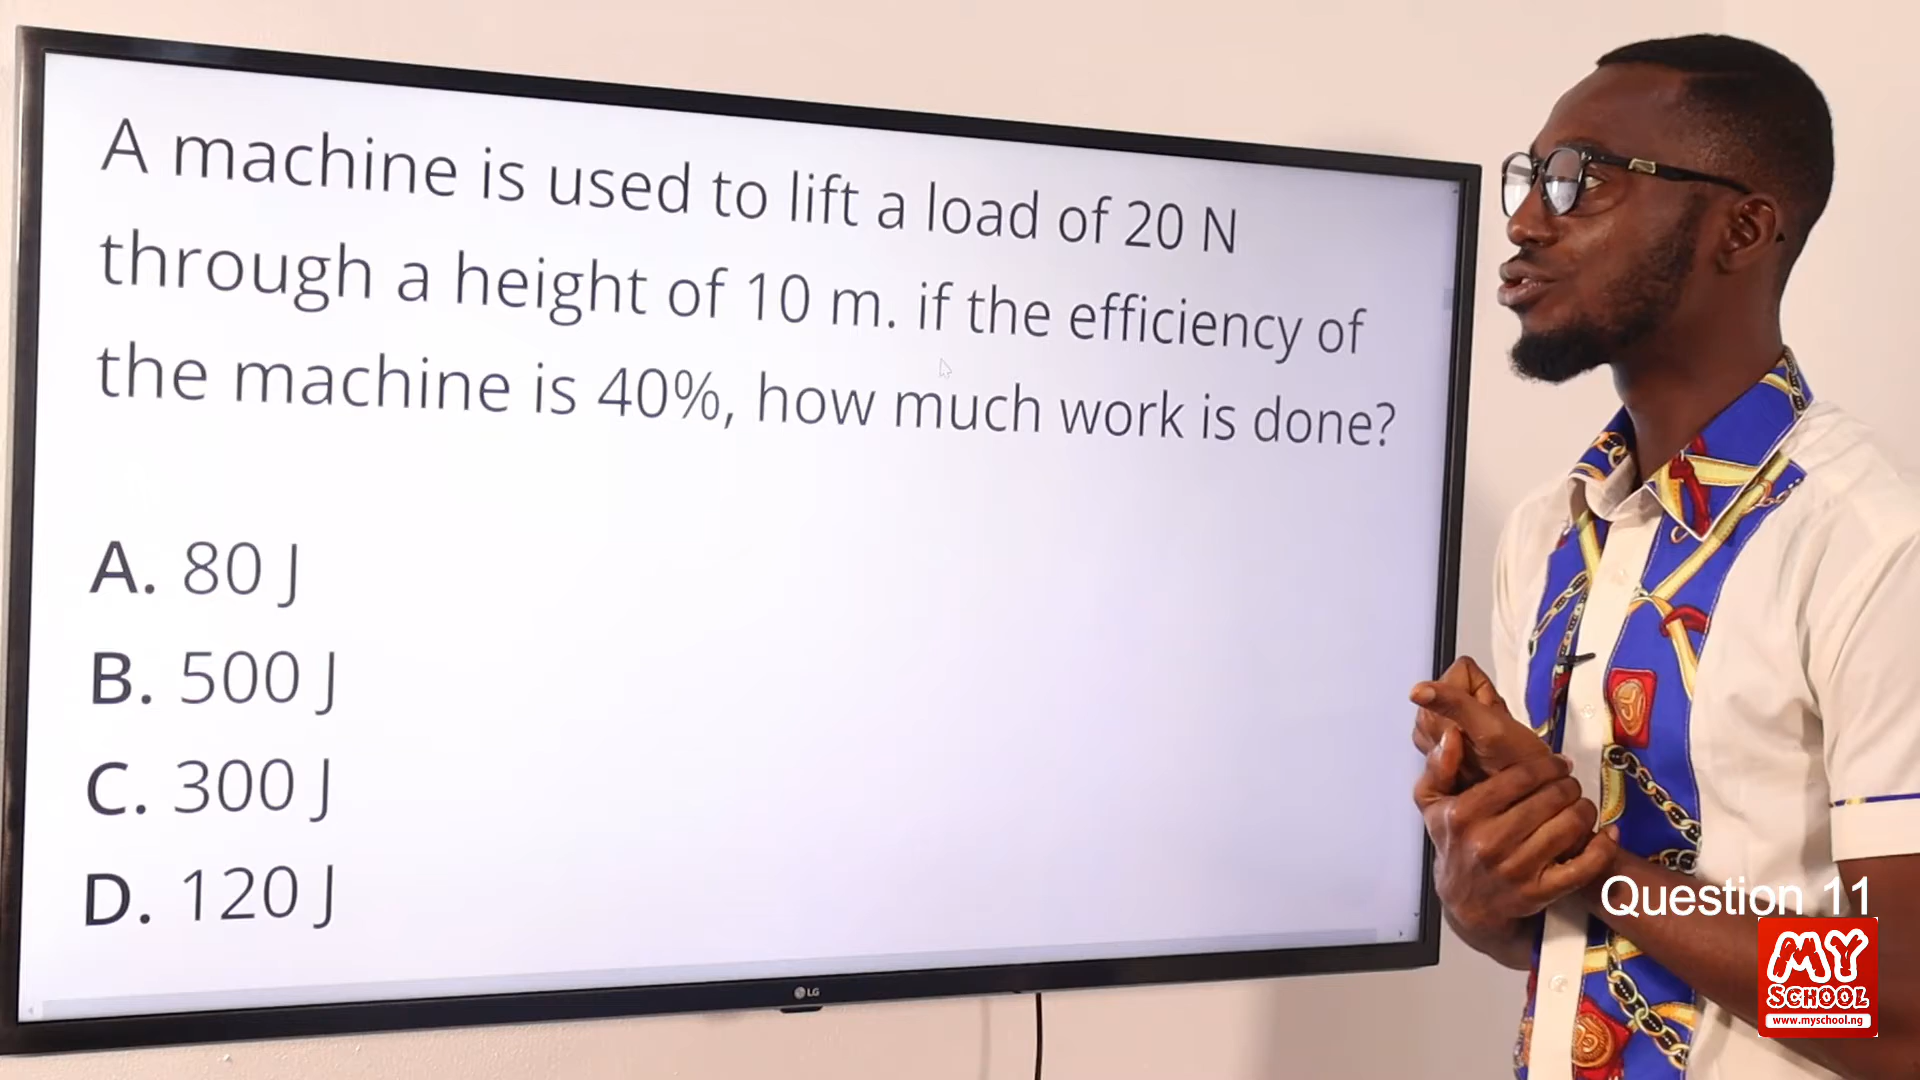 A machine is used to lift a load of 20 N
through a height of 10 m. if the efficiency of
the machine is 40%, how much work is done?
A. 80 J
B. 500 J
C. 300 J
D. 120 J
LG
Question 11
MY
SCHOOL
www.myschool.ng